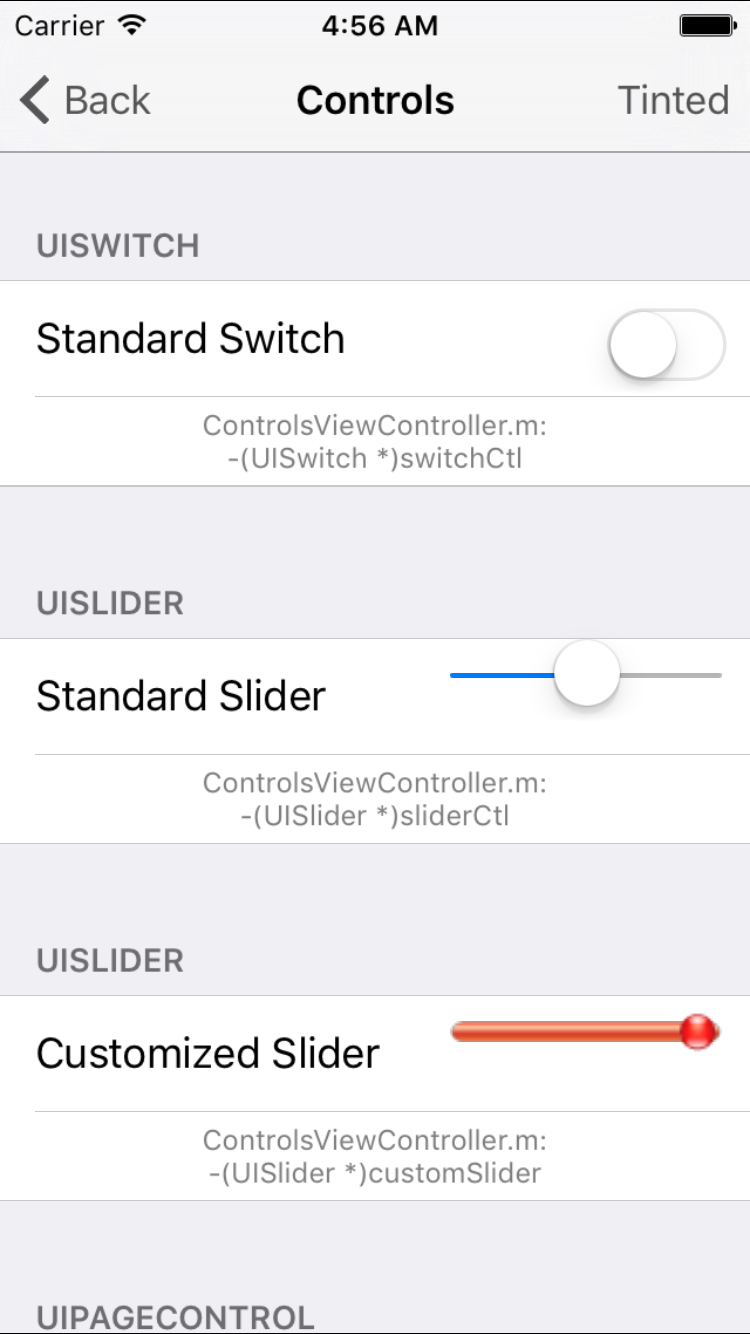 Carrier 4:56 AM
Back Controls Tinted
UISWITCH
Standard Switch
ControlsViewController.m:
-(UISwitch *)switchCtl
UISLIDER
Standard Slider
ControlsViewController.m:
-(UISlider *)sliderCtl
UISLIDER
Customized Slider
ControlsViewController.m:
-(UISlider *)customSlider
UIPAGECONTROL